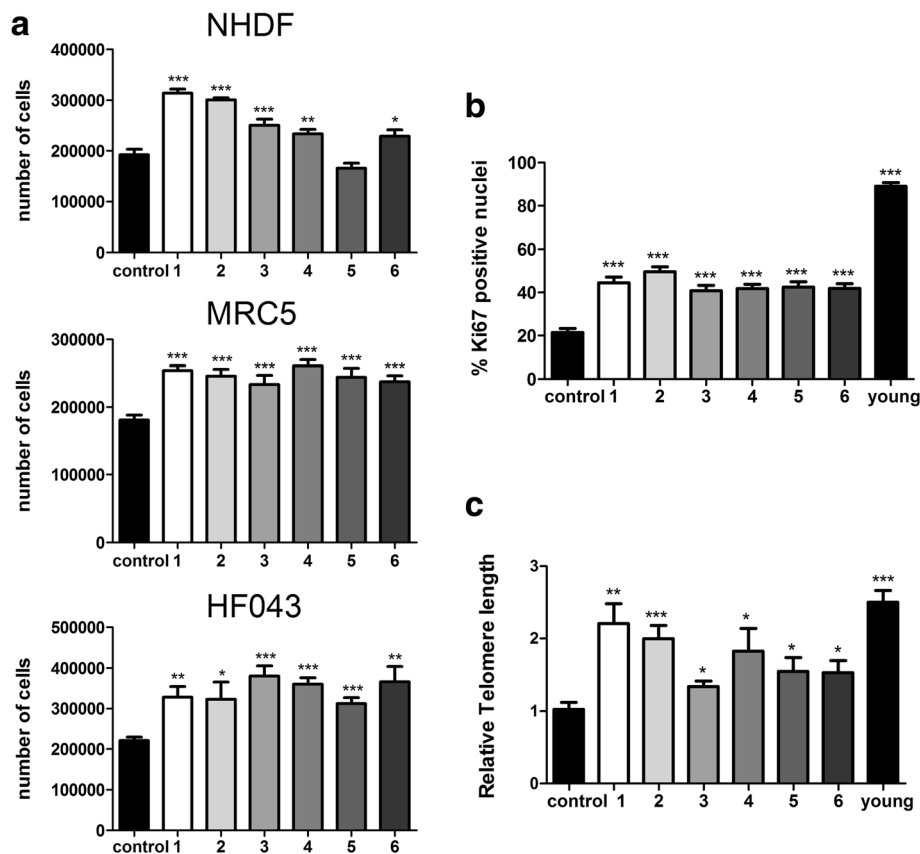 a
NHDF
number of cells
400000
300000
200000
100000
0
*** *** *** ** *
control 1 2 3 4 5 6
MRC5
number of cells
300000
200000
100000
0
*** *** *** *** *** ***
control 1 2 3 4 5 6
HF043
number of cells
500000
400000
300000
200000
100000
0
** * *** *** *** **
control 1 2 3 4 5 6
b
% Ki67 positive nuclei
100
80
60
40
20
0
*** *** *** *** *** *** ***
control 1 2 3 4 5 6 young
c
Relative Telomere length
3
2
1
0
** *** * * * * ***
control 1 2 3 4 5 6 young